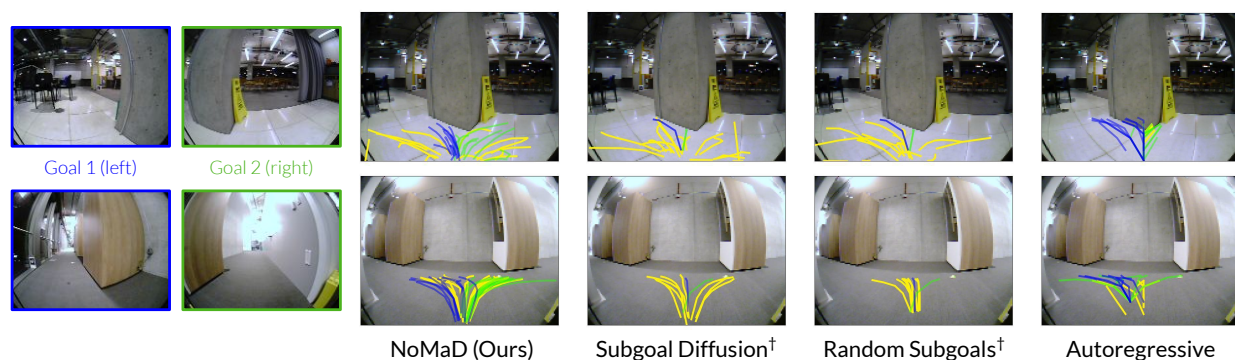 Goal 1 (left) Goal 2 (right)
NoMaD (Ours) Subgoal Diffusion† Random Subgoals† Autoregressive